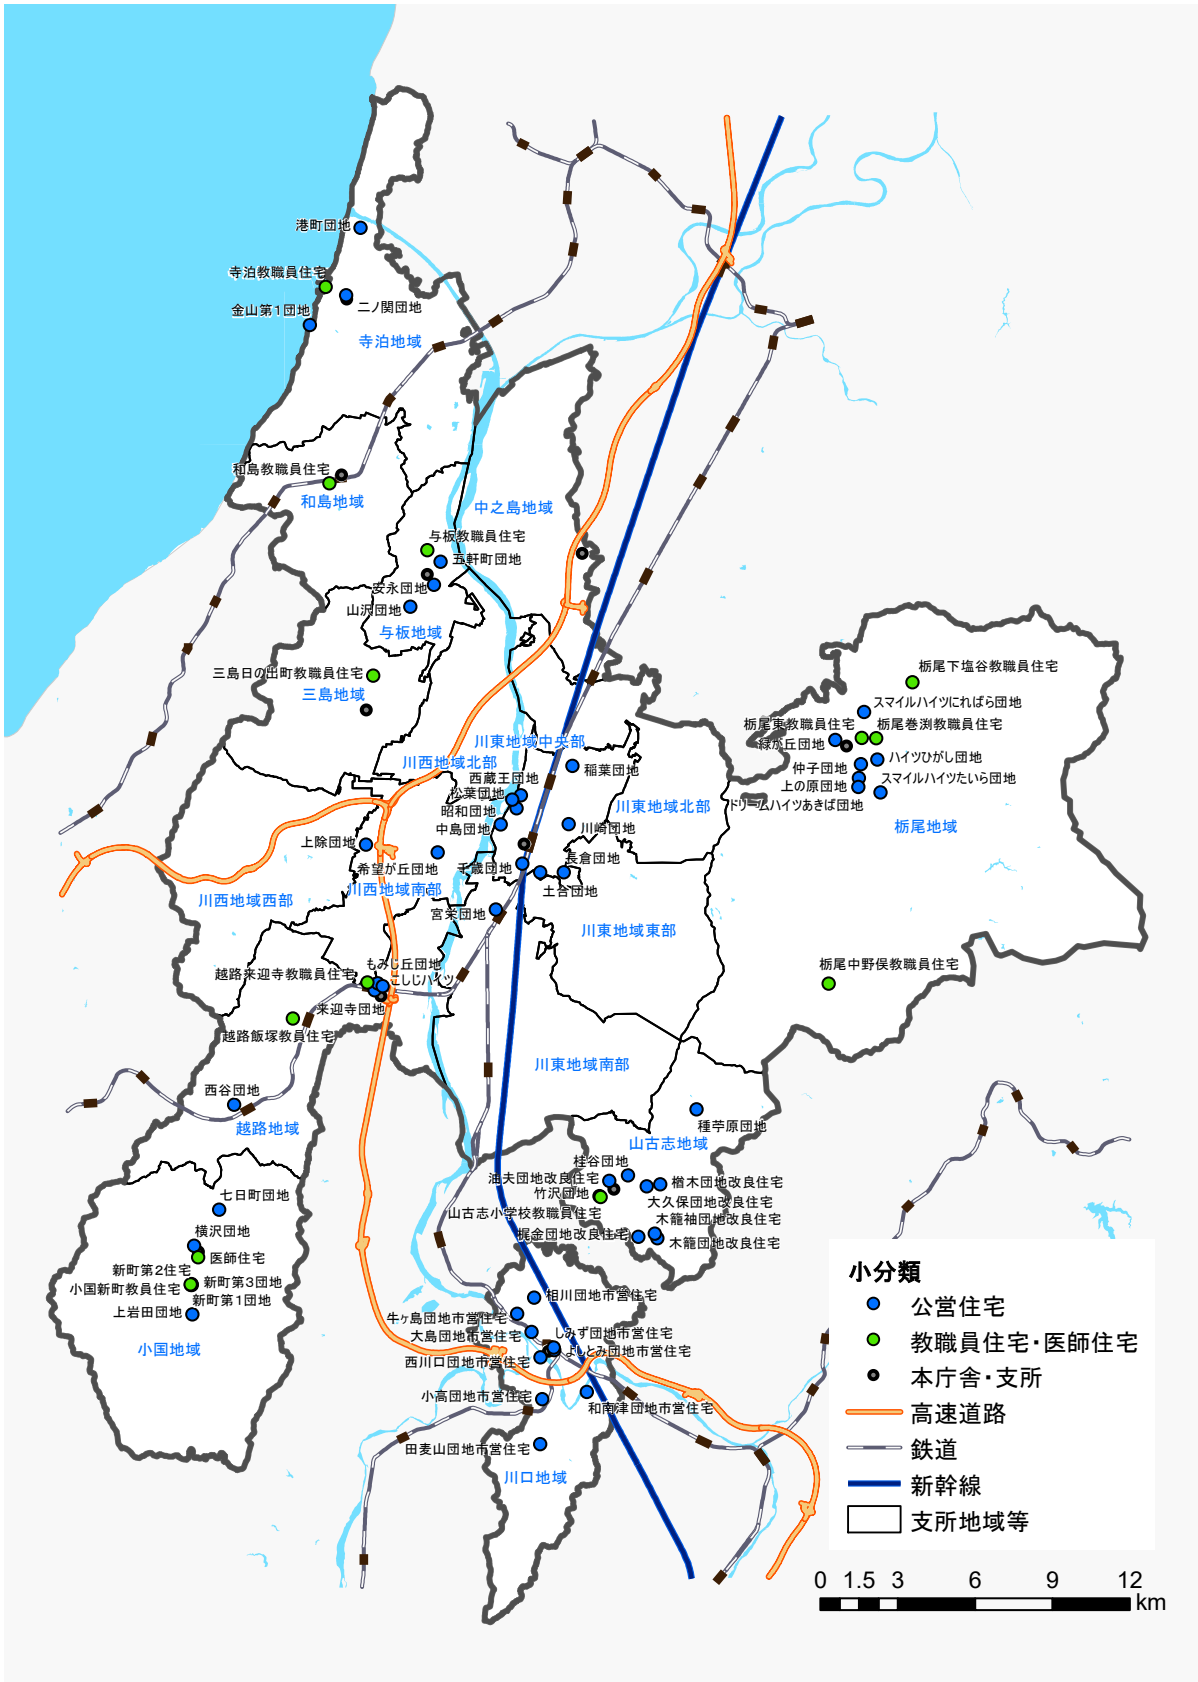 港町団地
寺泊教職員住宅
金山第1団地
二ノ関団地
寺泊地域
和島教職員住宅
和島地域
中之島地域
与板教職員住宅
五軒町団地
安永団地
山沢団地
与板地域
三島日の出町教職員住宅
三島地域
栃尾下塩谷教職員住宅
スマイルハイツにればら団地
栃尾東教職員住宅
栃尾巻渕教職員住宅
緑が丘団地
ハイツひがし団地
仲子団地
スマイルハイツたいら団地
上の原団地
ドリームハイツあきば団地
栃尾地域
川東地域中央部
川西地域北部
稲葉団地
西蔵王団地
松葉団地
昭和団地
川東地域北部
中島団地
川崎団地
上除団地
希望が丘団地
千歳団地
長倉団地
土合団地
川西地域西部
川西地域南部
宮栄団地
川東地域東部
栃尾中野俣教職員住宅
もみじ丘団地
越路来迎寺教職員住宅
こしじハイツ
来迎寺団地
越路飯塚教員住宅
川東地域南部
西谷団地
越路地域
種苧原団地
山古志地域
桂谷団地
油夫団地改良住宅
楢木団地改良住宅
竹沢団地
大久保団地改良住宅
山古志小学校教職員住宅
木籠袖団地改良住宅
梶金団地改良住宅
木籠団地改良住宅
七日町団地
横沢団地
医師住宅
新町第2住宅
新町第3団地
小国新町教員住宅
新町第1団地
上岩田団地
小国地域
相川団地市営住宅
牛ヶ島団地市営住宅
大島団地市営住宅
しみず団地市営住宅
よしとみ団地市営住宅
西川口団地市営住宅
小高団地市営住宅
和南津団地市営住宅
田麦山団地市営住宅
川口地域
小分類
公営住宅
教職員住宅・医師住宅
本庁舎・支所
高速道路
鉄道
新幹線
支所地域等
0 1.5 3 6 9 12
km